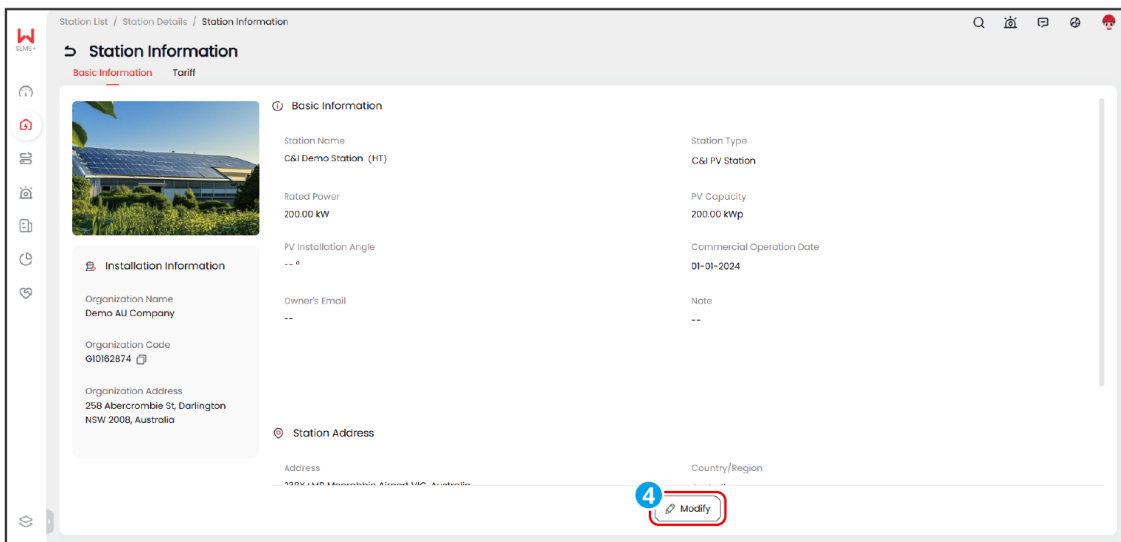 Station List / Station Details / Station Information
SEMS+
Station Information
Basic Information Tariff
Basic Information
Station Name
C&I Demo Station (HT)
Station Type
C&I PV Station
Rated Power
200.00 kW
PV Capacity
200.00 kWp
PV Installation Angle
-- °
Commercial Operation Date
01-01-2024
Owner's Email
--
Note
--
Installation Information
Organization Name
Demo AU Company
Organization Code
G10162874
Organization Address
258 Abercrombie St, Darlington
NSW 2008, Australia
Station Address
Address
Country/Region
4
Modify